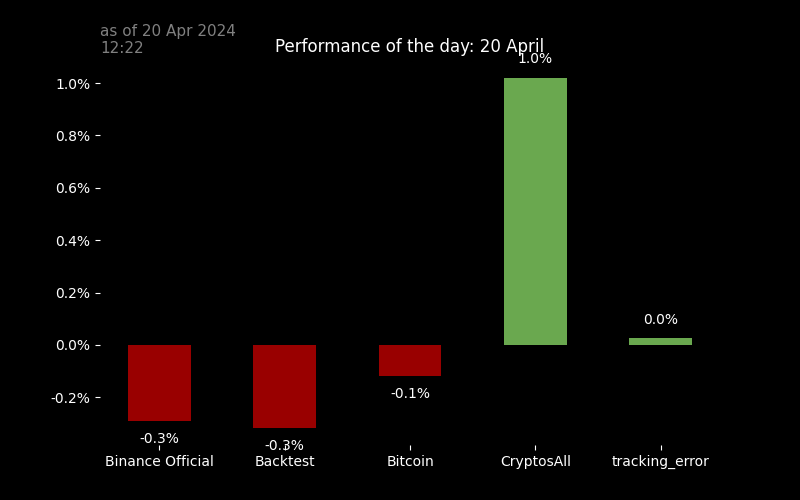 as of 20 Apr 2024
12:22
Performance of the day: 20 April
1.0%
1.0%
0.8%
0.6%
0.4%
0.2%
0.0%
0.0%
-0.2%
-0.1%
-0.3%
-0.3%
Binance Official
Backtest
Bitcoin
CryptosAll
tracking_error